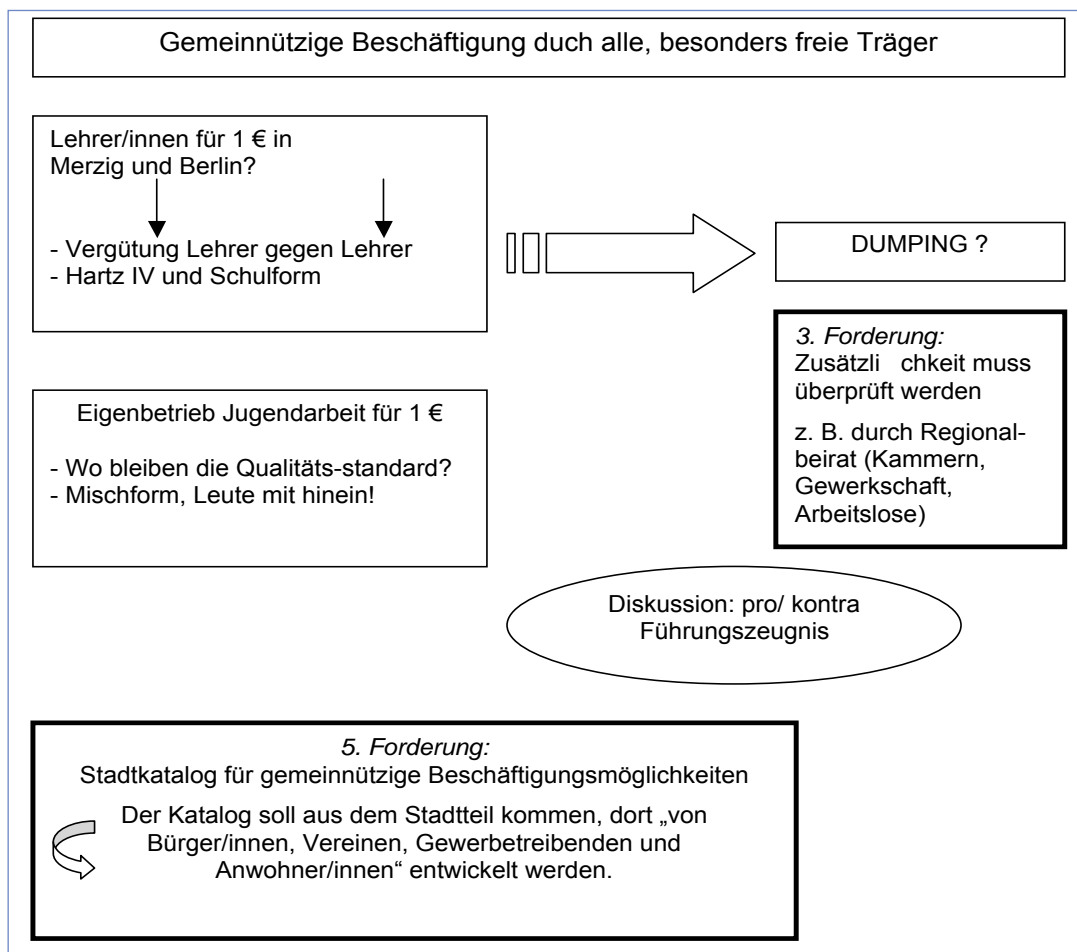 Gemeinnützige Beschäftigung duch alle, besonders freie Träger
Lehrer/innen für 1 € in
Merzig und Berlin?
- Vergütung Lehrer gegen Lehrer
- Hartz IV und Schulform
DUMPING ?
3. Forderung:
Zusätzli chkeit muss
überprüft werden
z. B. durch Regional-
beirat (Kammern,
Gewerkschaft,
Arbeitslose)
Eigenbetrieb Jugendarbeit für 1 €
- Wo bleiben die Qualitäts-standard?
- Mischform, Leute mit hinein!
Diskussion: pro/ kontra
Führungszeugnis
5. Forderung:
Stadtkatalog für gemeinnützige Beschäftigungsmöglichkeiten
Der Katalog soll aus dem Stadtteil kommen, dort „von
Bürger/innen, Vereinen, Gewerbetreibenden und
Anwohner/innen“ entwickelt werden.